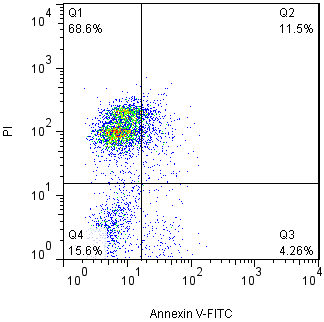 10^4
Q1
68.6%
Q2
11.5%
10^3
PI
10^2
10^1
Q4
15.6%
Q3
4.26%
10^0
10^0 10^1 10^2 10^3 10^4
Annexin V-FITC